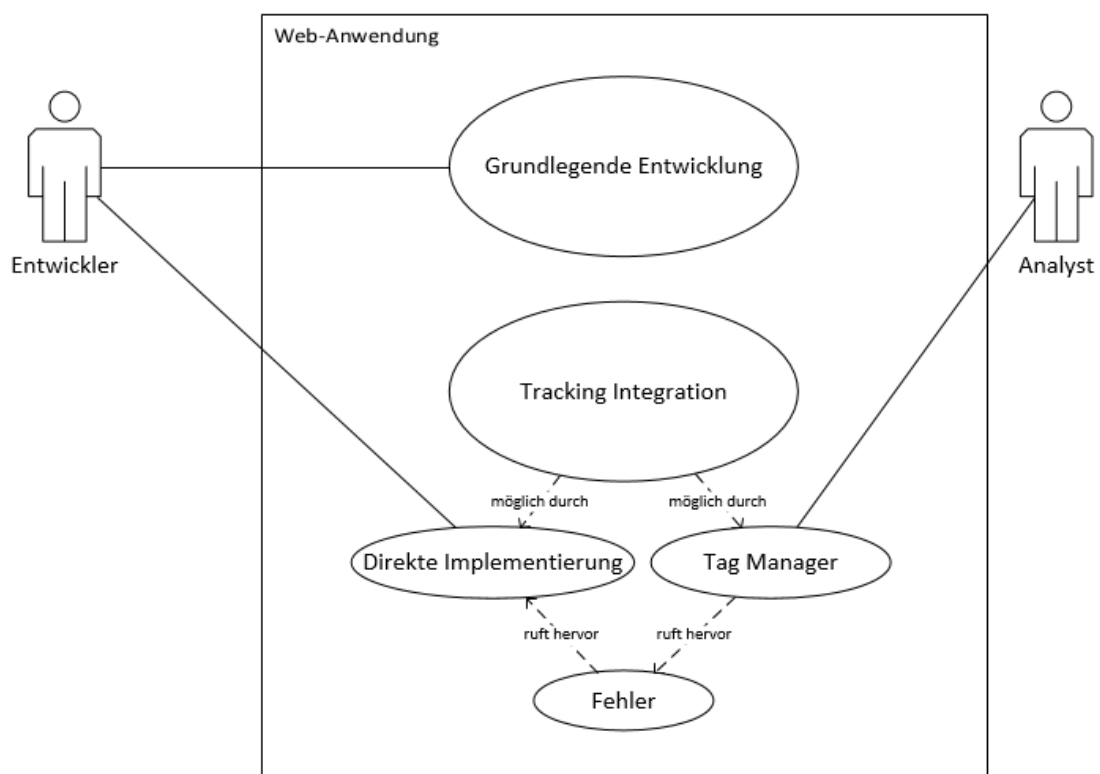 Web-Anwendung
Grundlegende Entwicklung
Entwickler
Analyst
Tracking Integration
möglich durch
möglich durch
Direkte Implementierung
Tag Manager
ruft hervor
ruft hervor
Fehler